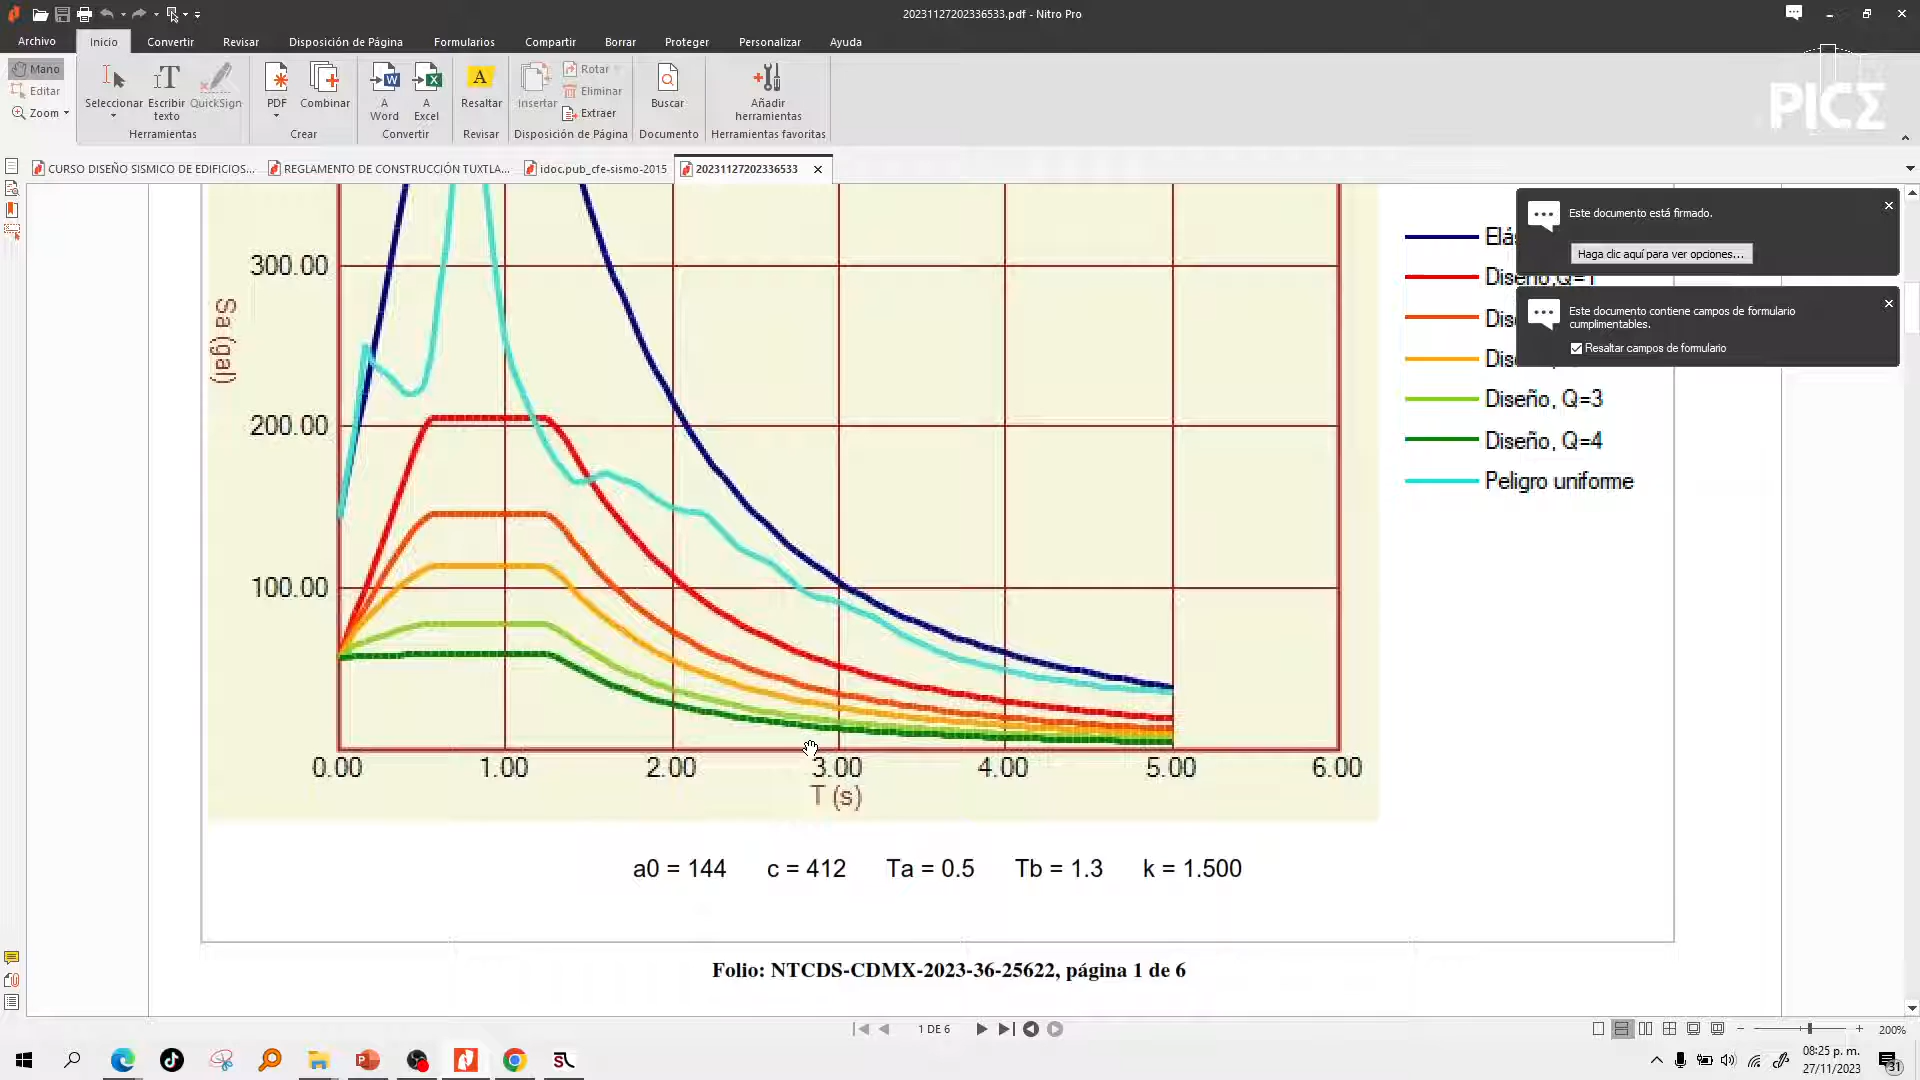 20231127202336533.pdf - Nitro Pro
Archivo
Inicio
Convertir
Revisar
Disposición de Página
Formularios
Compartir
Borrar
Proteger
Personalizar
Ayuda
Mano
Editar
Zoom
Seleccionar
Escribir texto
QuickSign
Herramientas
PDF
Combinar
Crear
A Word
A Excel
Convertir
Resaltar
Revisar
Insertar
Rotar
Eliminar
Extraer
Disposición de Página
Buscar
Documento
Añadir herramientas
Herramientas favoritas
CURSO DISEÑO SISMICO DE EDIFICIOS...
REGLAMENTO DE CONSTRUCCIÓN TUXTLA...
idoc.pub_cfe-sismo-2015
20231127202336533
Este documento está firmado.
Haga clic aquí para ver opciones...
Este documento contiene campos de formulario
cumplimentables.
Resaltar campos de formulario
Diseño, Q=1
Diseño, Q=3
Diseño, Q=4
Peligro uniforme
300.00
200.00
100.00
Sa (gal)
0.00 1.00 2.00 3.00 4.00 5.00 6.00
T (s)
a0 = 144 c = 412 Ta = 0.5 Tb = 1.3 k = 1.500
Folio: NTCDS-CDMX-2023-36-25622, página 1 de 6
1 DE 6
200%
08:25 p. m.
27/11/2023
31